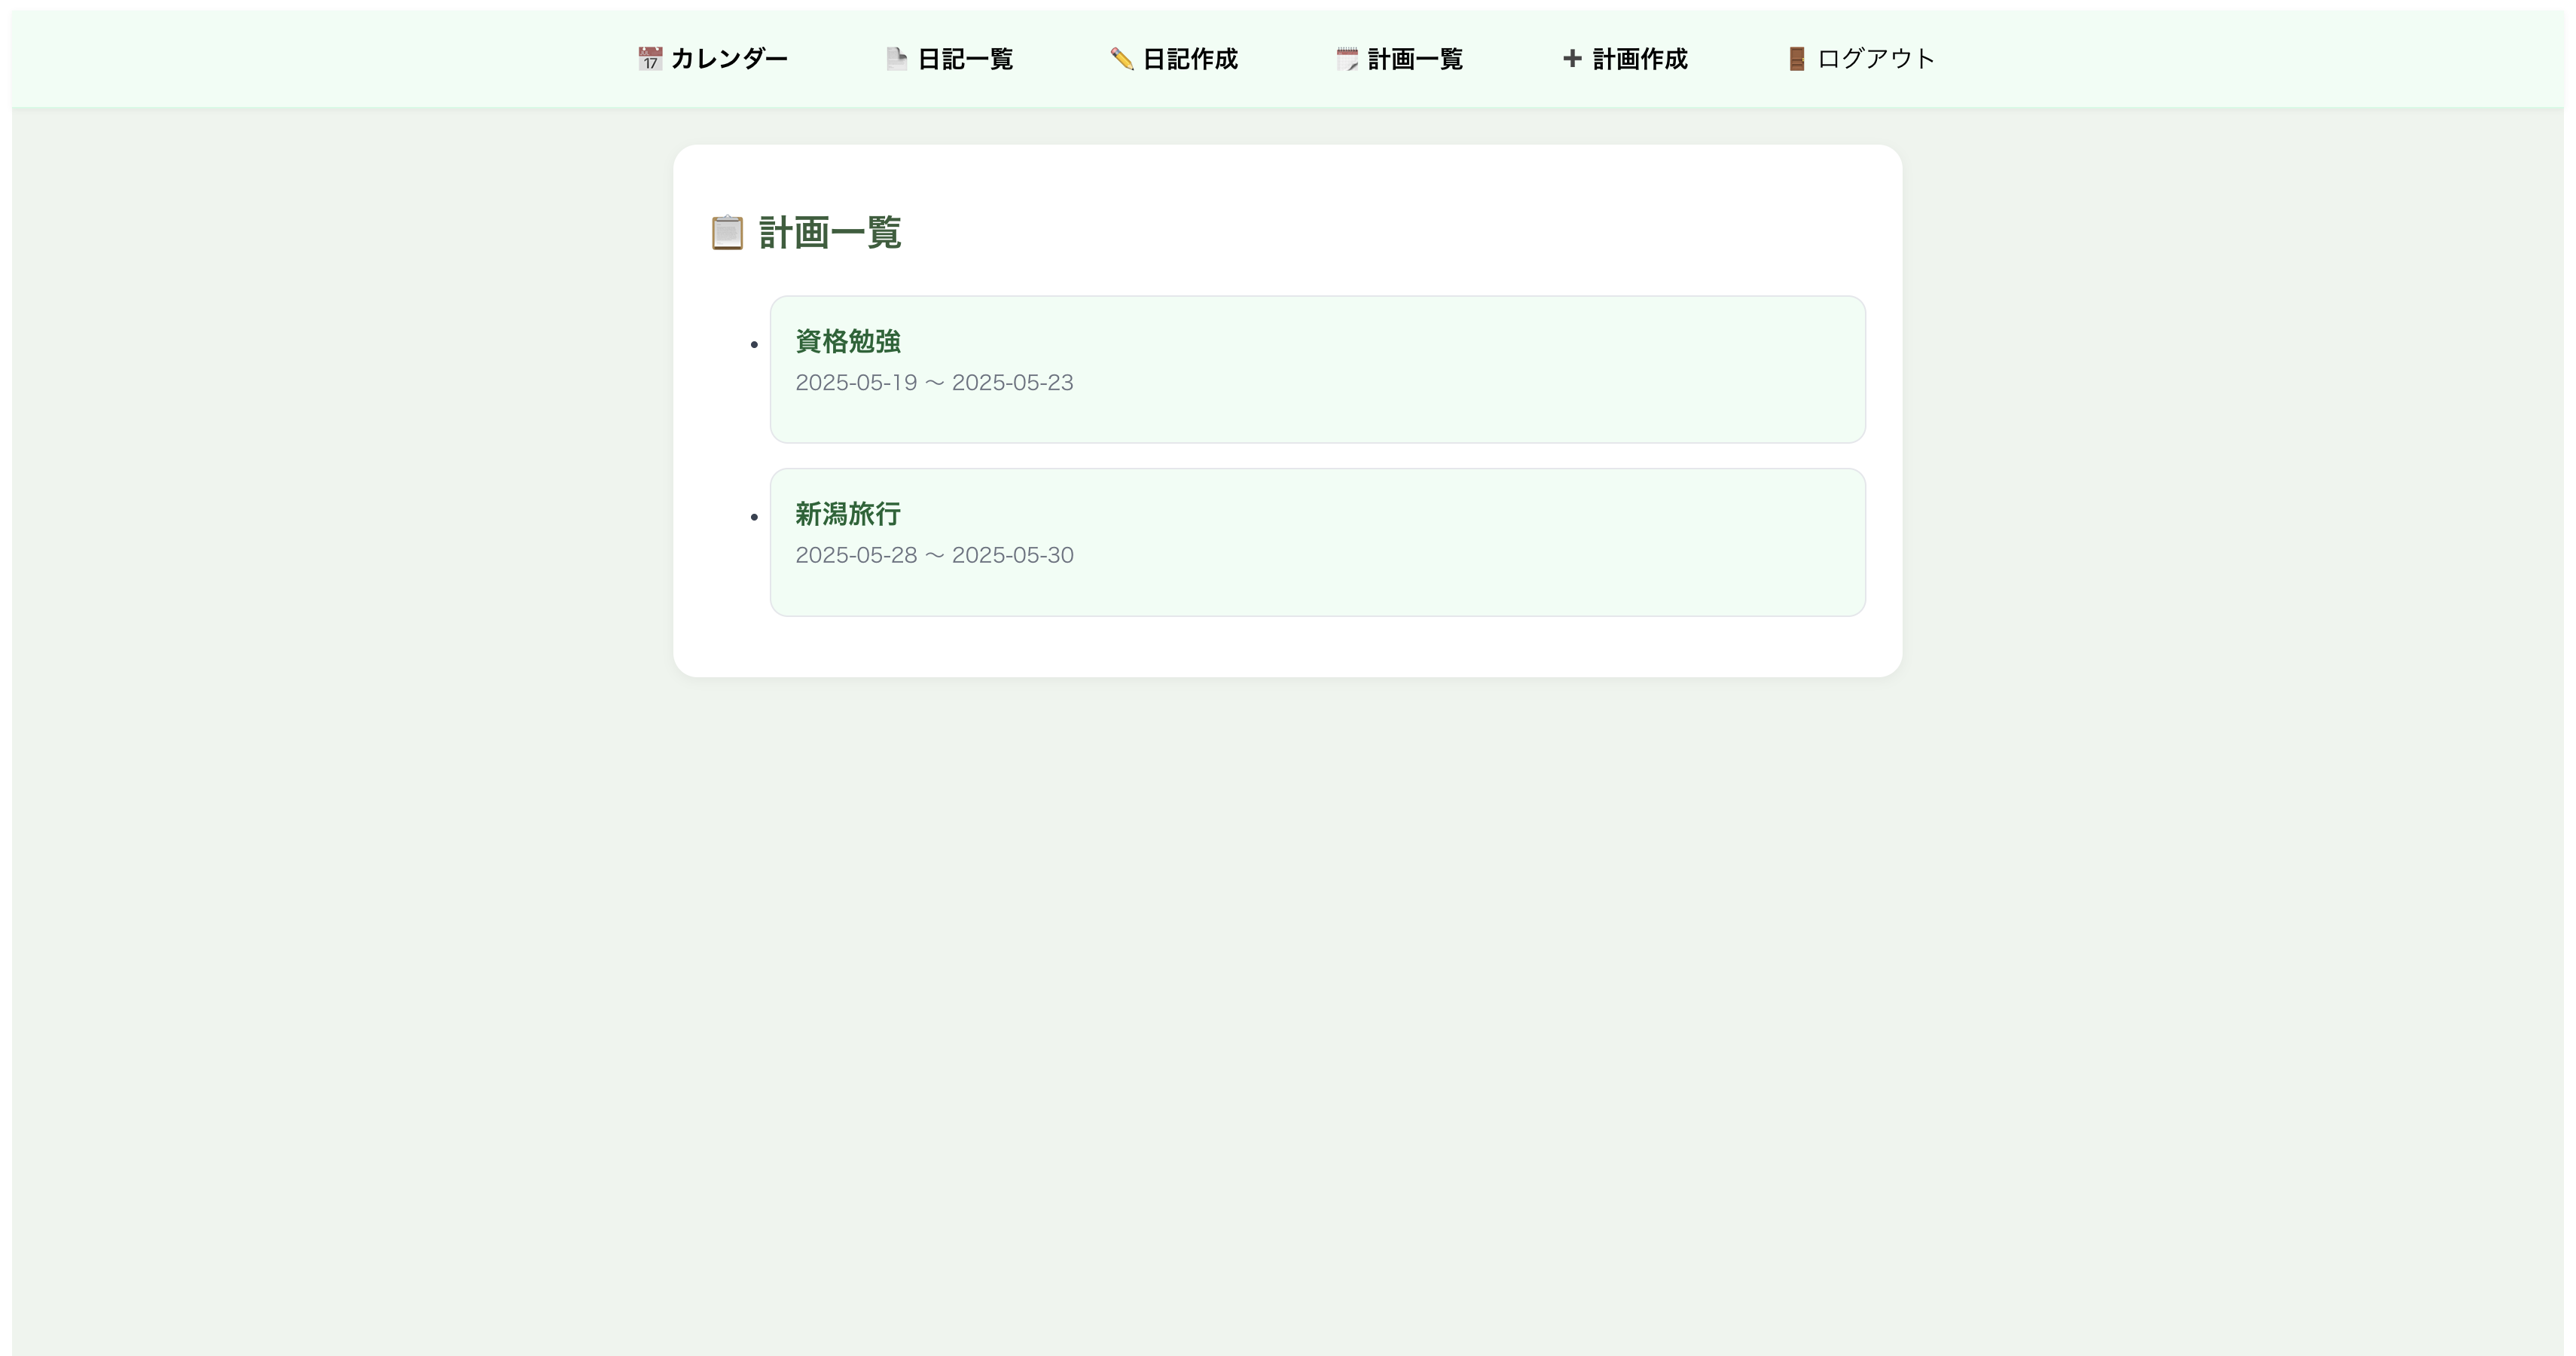 カレンダー 日記一覧 日記作成 計画一覧 計画作成 ログアウト
計画一覧
資格勉強
2025-05-19 〜 2025-05-23
新潟旅行
2025-05-28 〜 2025-05-30